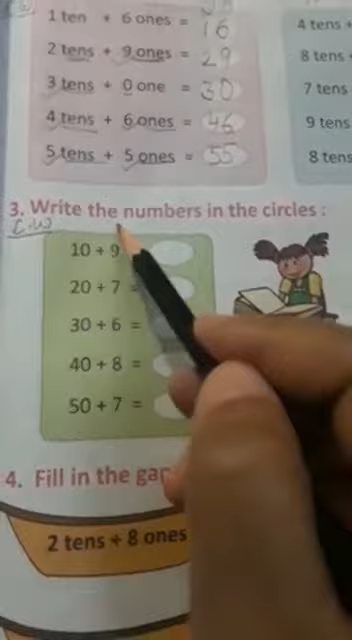 1 ten + 6 ones = 16
4 tens +
2 tens + 9 ones = 29
8 tens
3 tens + 0 one = 30
7 tens
4 tens + 6 ones = 46
9 tens
5 tens + 5 ones = 55
8 tens
3. Write the numbers in the circles :
C.W
10 + 9
20 + 7 =
30 + 6 =
40 + 8 =
50 + 7 =
4. Fill in the gap
2 tens + 8 ones